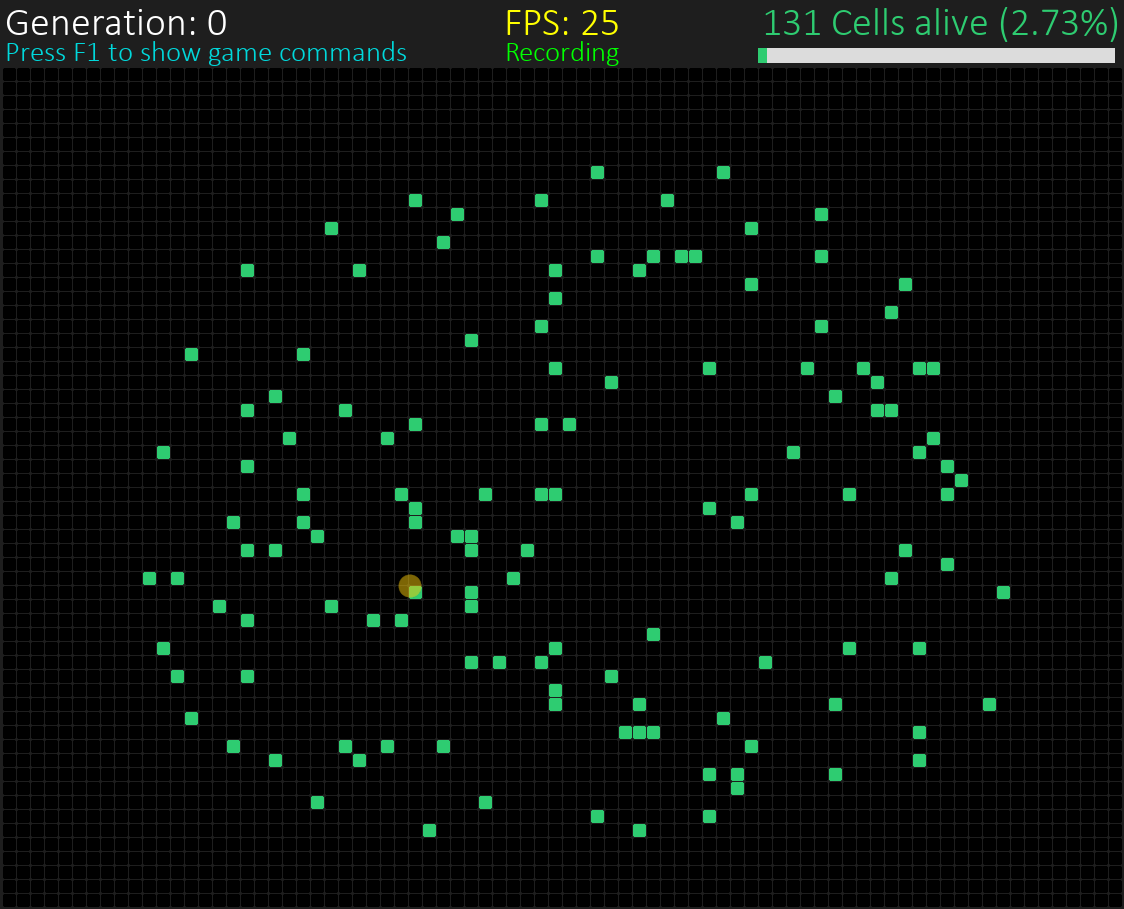 Generation: 0
FPS: 25
131 Cells alive (2.73%)
Press F1 to show game commands
Recording